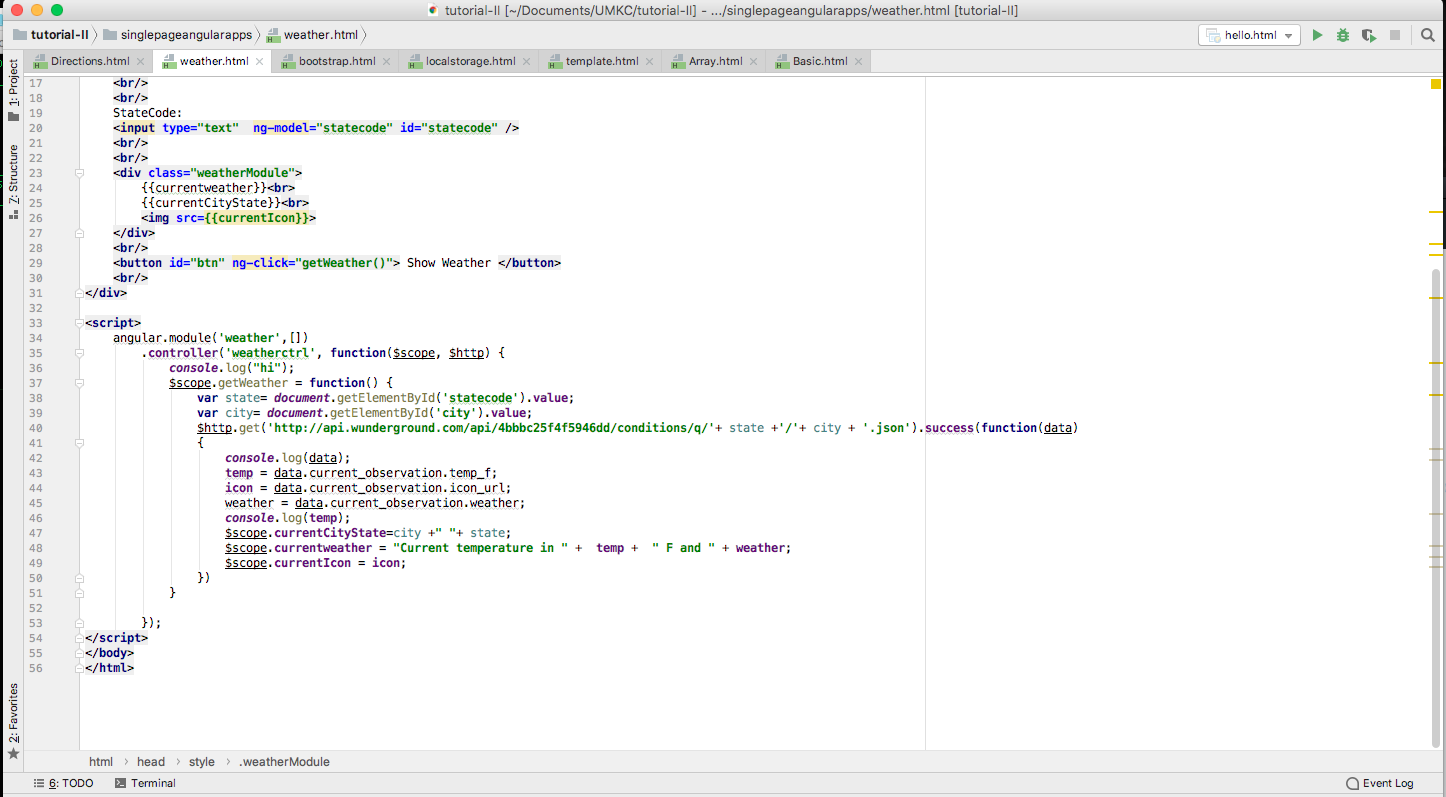 tutorial-II [~/Documents/UMKC/tutorial-II] - .../singlepageangularapps/weather.html [tutorial-II]
tutorial-II singlepageangularapps weather.html hello.html
Directions.html weather.html bootstrap.html localstorage.html template.html Array.html Basic.html
1: Project
7: Structure
2: Favorites
17 <br/>
18 <br/>
19 StateCode:
20 <input type="text"  ng-model="statecode" id="statecode" />
21 <br/>
22 <br/>
23 <div class="weatherModule">
24 {{currentweather}}<br>
25 {{currentCityState}}<br>
26 <img src={{currentIcon}}>
27 </div>
28 <br/>
29 <button id="btn" ng-click="getWeather()"> Show Weather </button>
30 <br/>
31 </div>
32
33 <script>
34 angular.module('weather',[])
35 .controller('weatherctrl', function($scope, $http) {
36 console.log("hi");
37 $scope.getWeather = function() {
38 var state= document.getElementById('statecode').value;
39 var city= document.getElementById('city').value;
40 $http.get('http://api.wunderground.com/api/4bbbc25f4f5946dd/conditions/q/'+ state +'/'+ city + '.json').success(function(data)
41 {
42 console.log(data);
43 temp = data.current_observation.temp_f;
44 icon = data.current_observation.icon_url;
45 weather = data.current_observation.weather;
46 console.log(temp);
47 $scope.currentCityState=city +" "+ state;
48 $scope.currentweather = "Current temperature in " +  temp +  " F and " + weather;
49 $scope.currentIcon = icon;
50 })
51 }
52
53 });
54 </script>
55 </body>
56 </html>
html head style .weatherModule
6: TODO Terminal Event Log